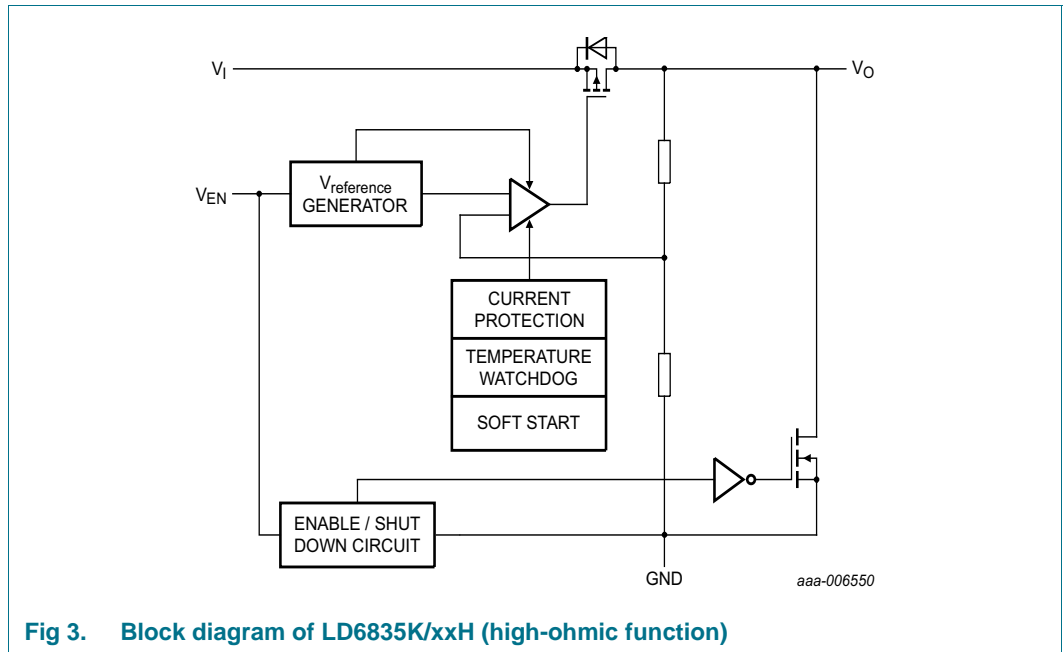 V_I
V_O
V_EN
V_reference
GENERATOR
CURRENT
PROTECTION
TEMPERATURE
WATCHDOG
SOFT START
ENABLE / SHUT
DOWN CIRCUIT
GND
aaa-006550
Fig 3. Block diagram of LD6835K/xxH (high-ohmic function)